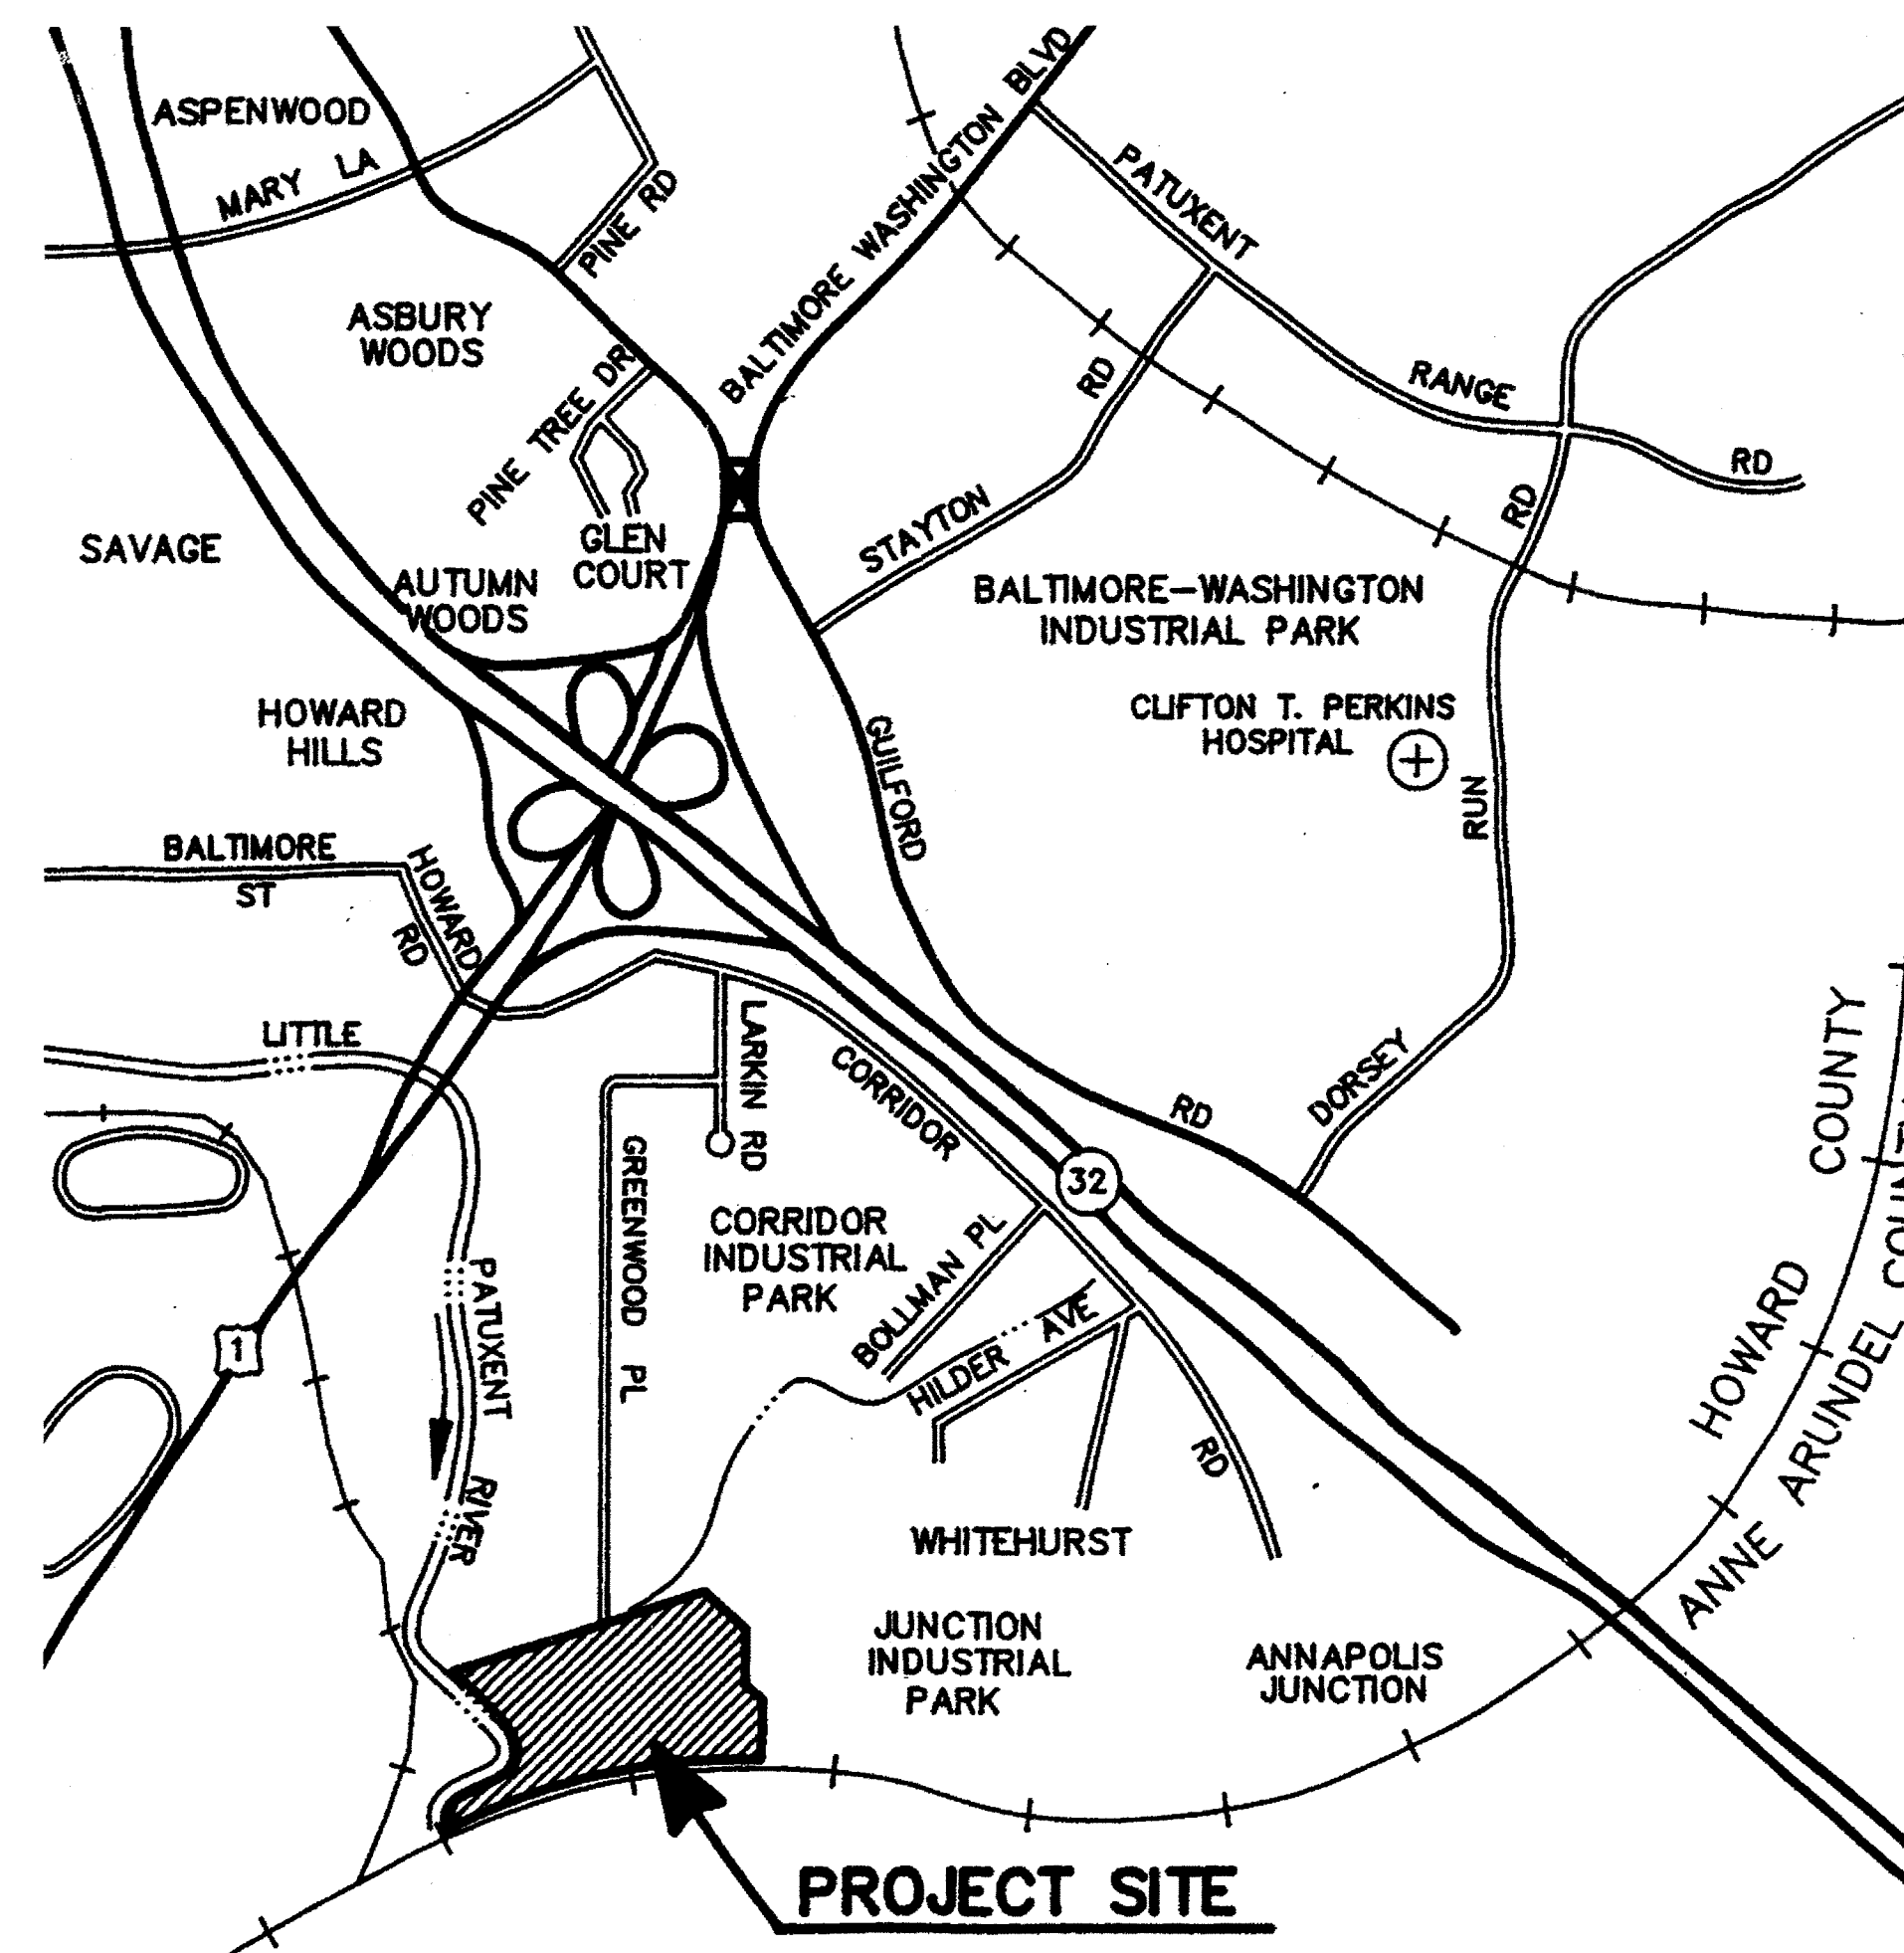 ASPENWOOD
MARY LA
PINE RD
BALTIMORE WASHINGTON BLVD
PATUXENT
RANGE
RD
ASBURY
WOODS
PINE TREE DR
GLEN
COURT
STAYTON
RD
RD
SAVAGE
AUTUMN
WOODS
BALTIMORE-WASHINGTON
INDUSTRIAL PARK
CLIFTON T. PERKINS
HOSPITAL
HOWARD
HILLS
GUILFORD
RUN
BALTIMORE
ST
HOWARD
RD
LITTLE
LARKIN RD
CORRIDOR
RD
DORSEY
COUNTY
32
GREENWOOD PL
CORRIDOR
INDUSTRIAL
PARK
BOLLMAN PL
HILDER AVE
PATUXENT
HOWARD
1
RD
RIVER
ANNE ARUNDEL
WHITEHURST
JUNCTION
INDUSTRIAL
PARK
ANNAPOLIS
JUNCTION
PROJECT SITE